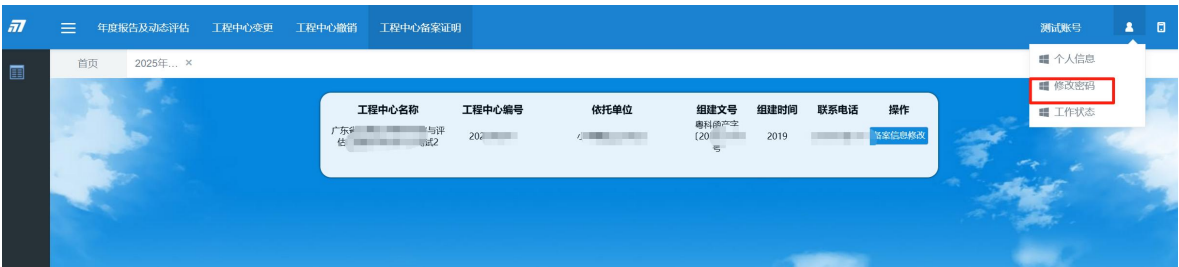 年度报告及动态评估 工程中心变更 工程中心撤销 工程中心备案证明 测试账号
首页 2025年... ×
个人信息
修改密码
工作状态
工程中心名称 工程中心编号 依托单位 组建文号 组建时间 联系电话 操作
广东 与评 粤科函产字
估 试2 202 〔20 2019 备案信息修改
号